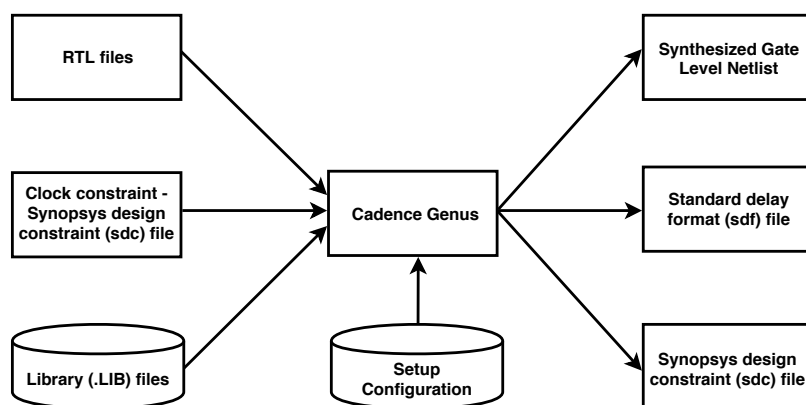 RTL files
Clock constraint -
Synopsys design
constraint (sdc) file
Library (.LIB) files
Cadence Genus
Setup
Configuration
Synthesized Gate
Level Netlist
Standard delay
format (sdf) file
Synopsys design
constraint (sdc) file